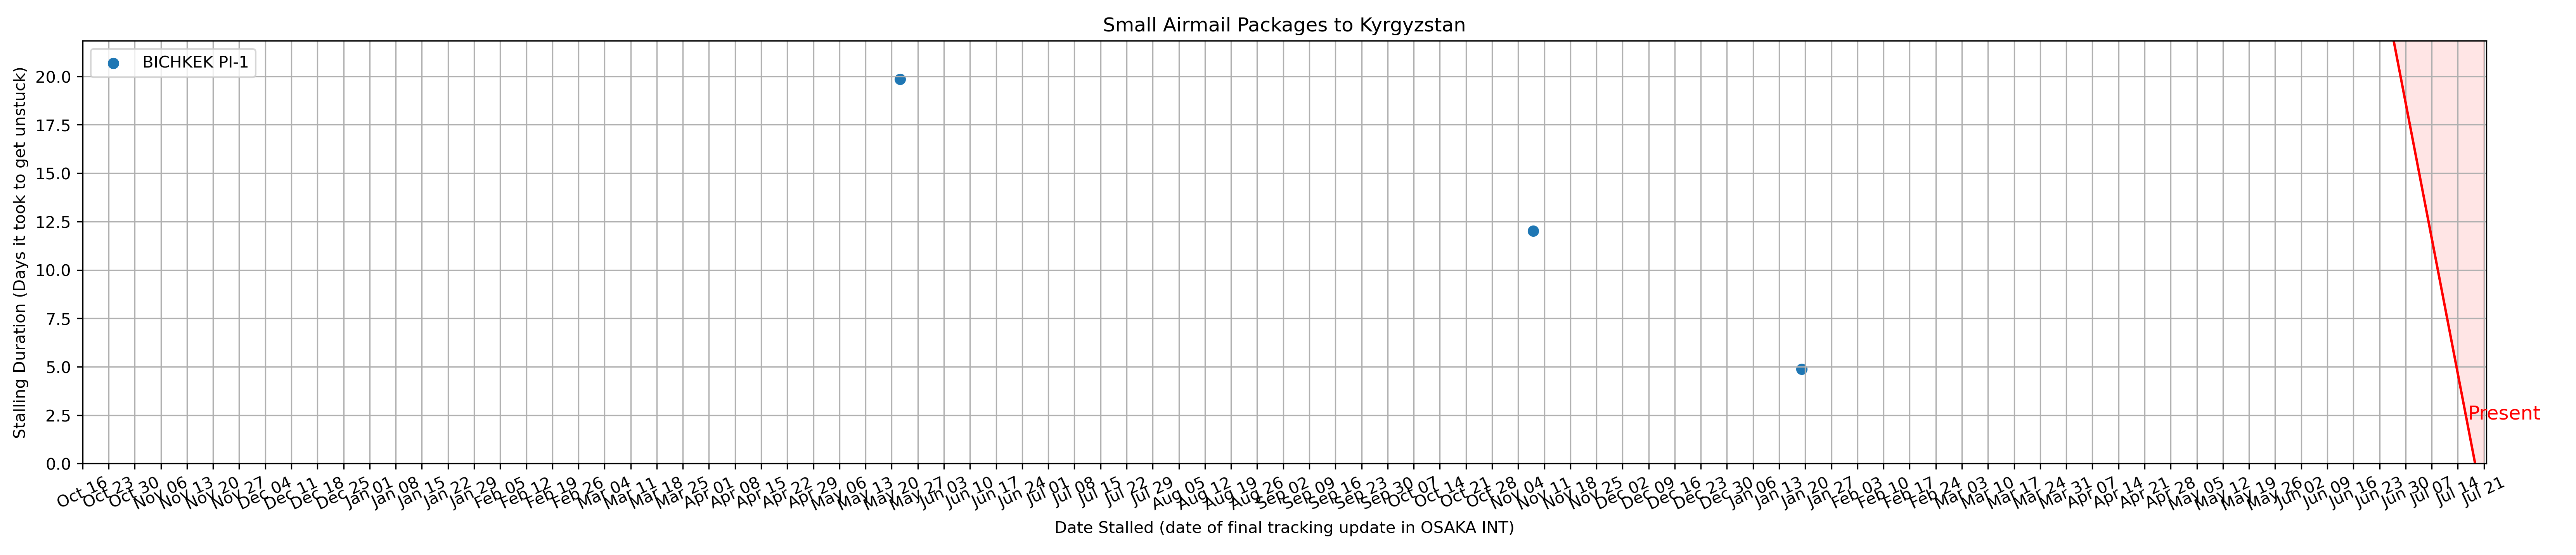 Small Airmail Packages to Kyrgyzstan
BICHKEK PI-1
Stalling Duration (Days it took to get unstuck)
20.0
17.5
15.0
12.5
10.0
7.5
5.0
2.5
0.0
Present
Oct 16
Oct 23
Oct 30
Nov 06
Nov 13
Nov 20
Nov 27
Dec 04
Dec 11
Dec 18
Dec 25
Jan 01
Jan 08
Jan 15
Jan 22
Jan 29
Feb 05
Feb 12
Feb 19
Feb 26
Mar 04
Mar 11
Mar 18
Mar 25
Apr 01
Apr 08
Apr 15
Apr 22
Apr 29
May 06
May 13
May 20
May 27
Jun 03
Jun 10
Jun 17
Jun 24
Jul 01
Jul 08
Jul 15
Jul 22
Jul 29
Aug 05
Aug 12
Aug 19
Aug 26
Sep 02
Sep 09
Sep 16
Sep 23
Sep 30
Oct 07
Oct 14
Oct 21
Oct 28
Nov 04
Nov 11
Nov 18
Nov 25
Dec 02
Dec 09
Dec 16
Dec 23
Dec 30
Jan 06
Jan 13
Jan 20
Jan 27
Feb 03
Feb 10
Feb 17
Feb 24
Mar 03
Mar 10
Mar 17
Mar 24
Mar 31
Apr 07
Apr 14
Apr 21
Apr 28
May 05
May 12
May 19
May 26
Jun 02
Jun 09
Jun 16
Jun 23
Jun 30
Jul 07
Jul 14
Jul 21
Date Stalled (date of final tracking update in OSAKA INT)